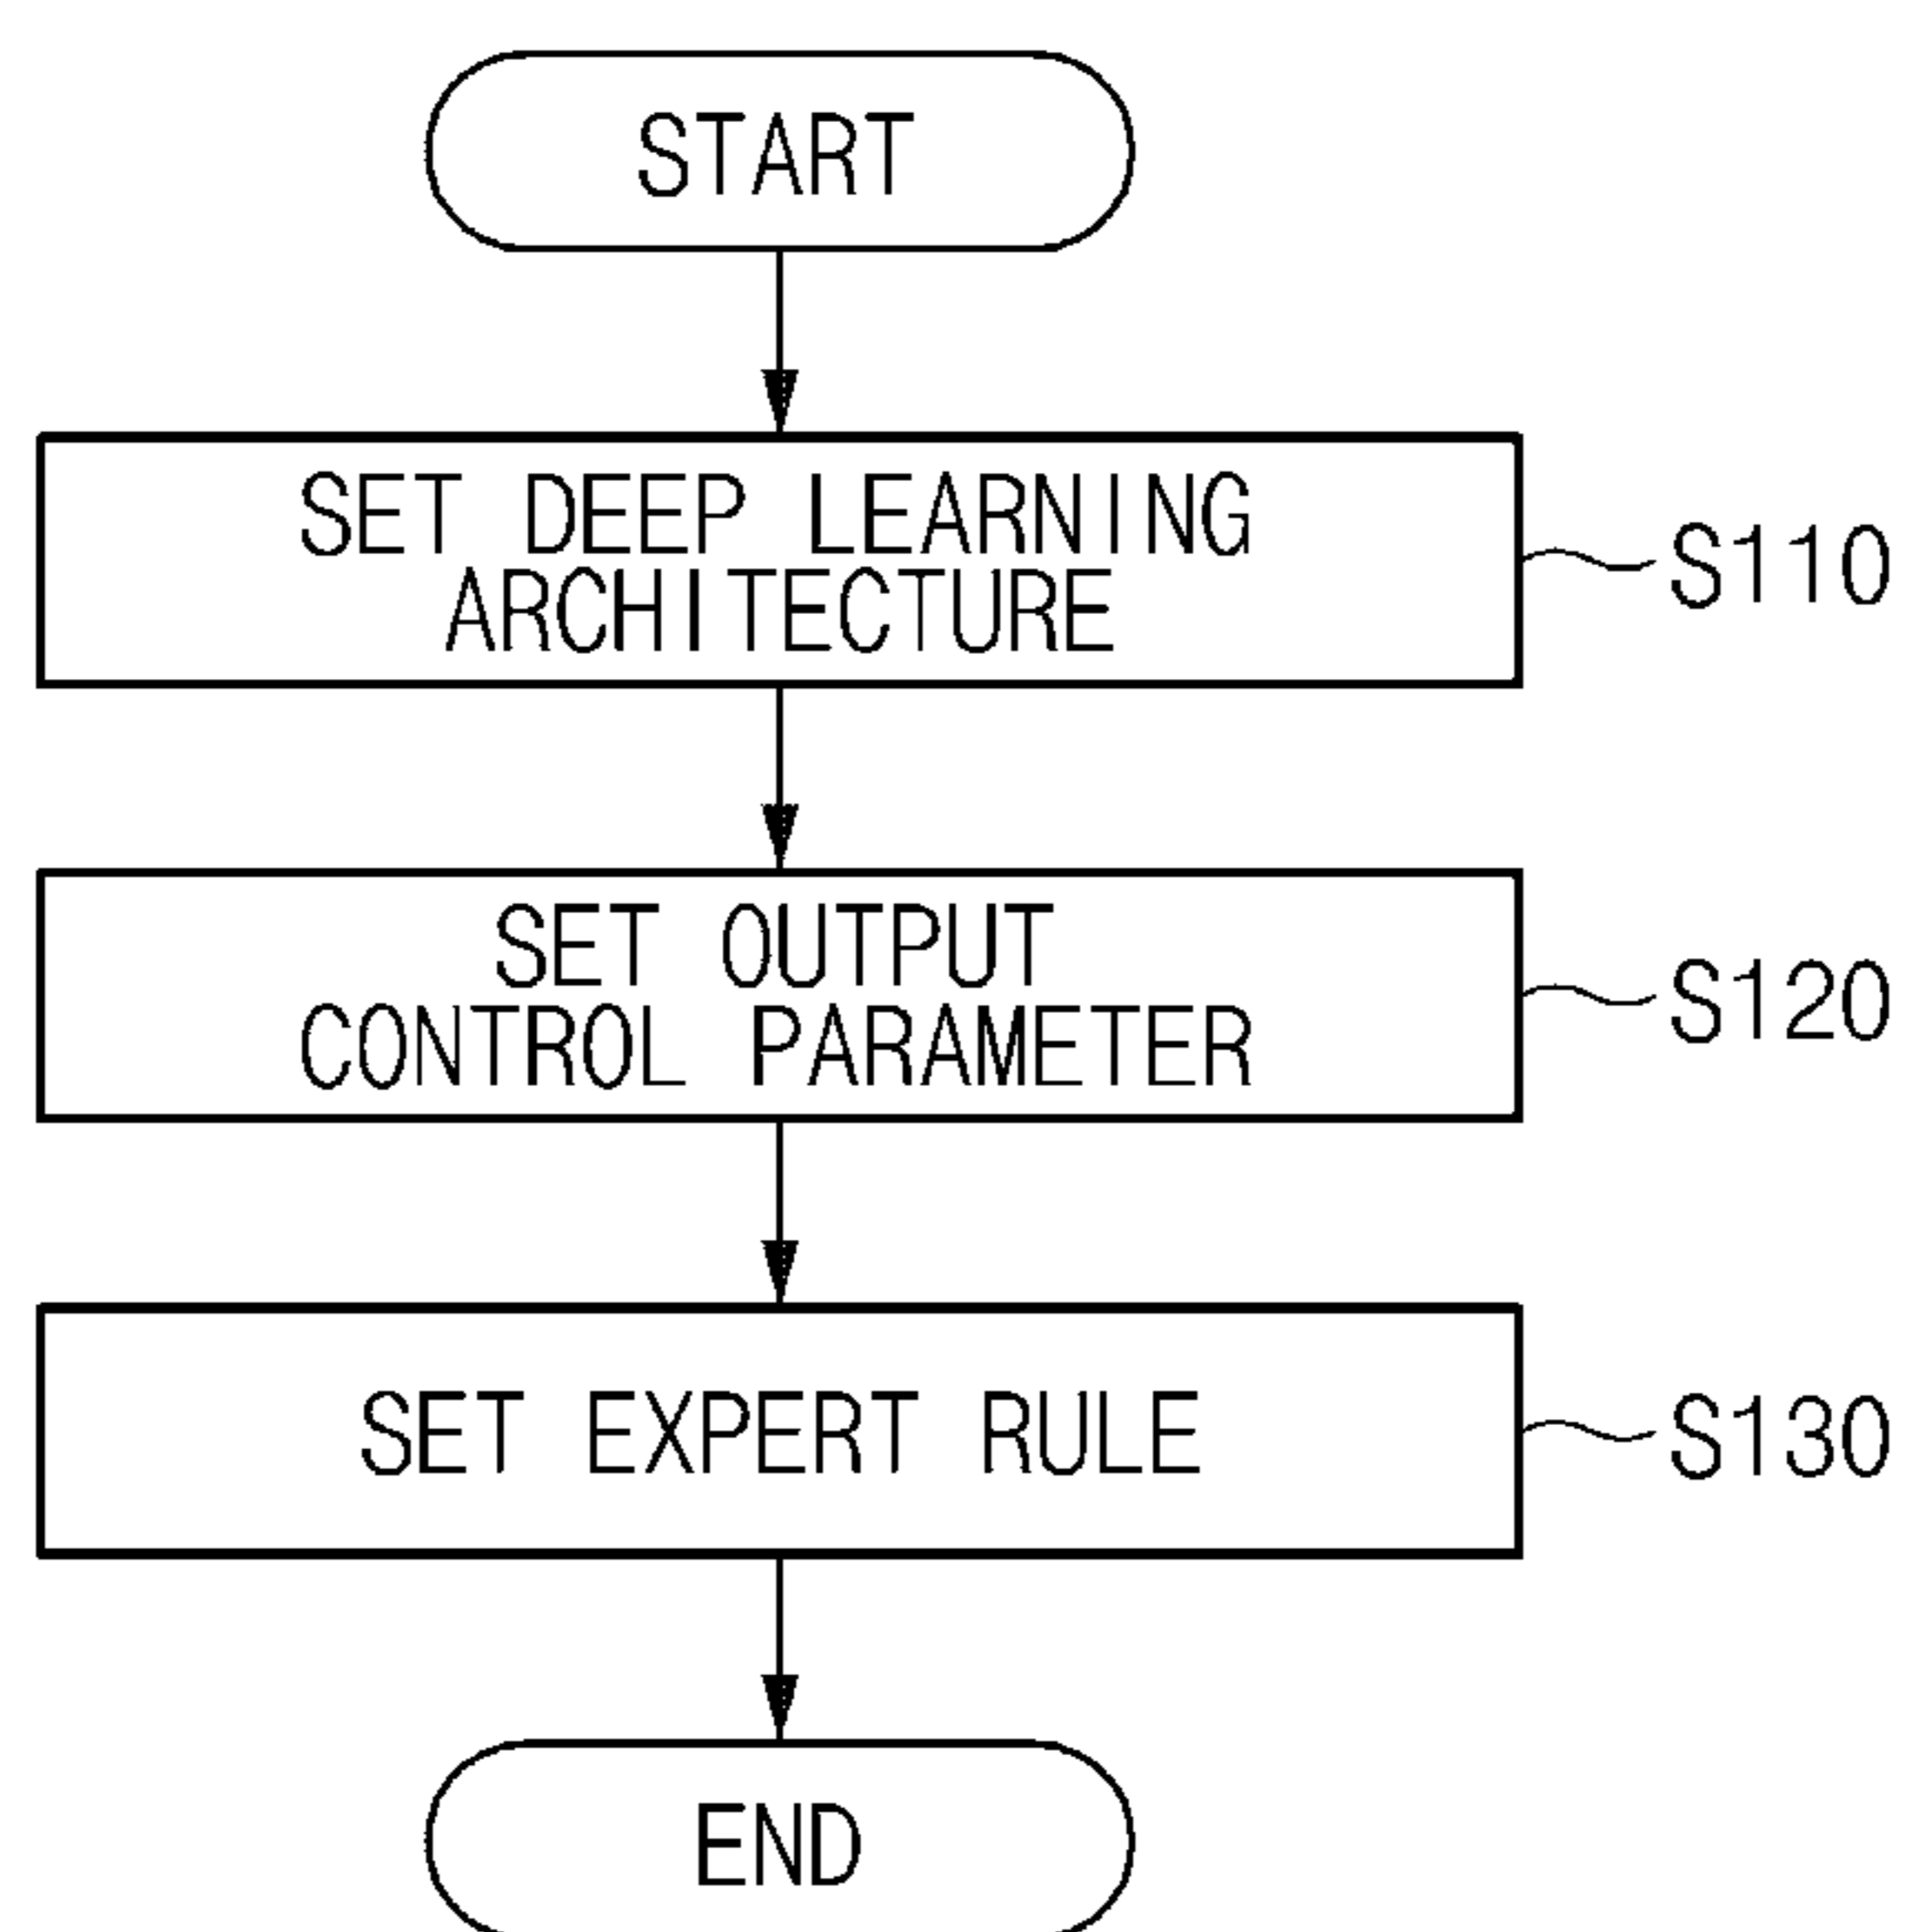 START
SET DEEP LEARNING
ARCHITECTURE
S110
SET OUTPUT
CONTROL PARAMETER
S120
SET EXPERT RULE
S130
END